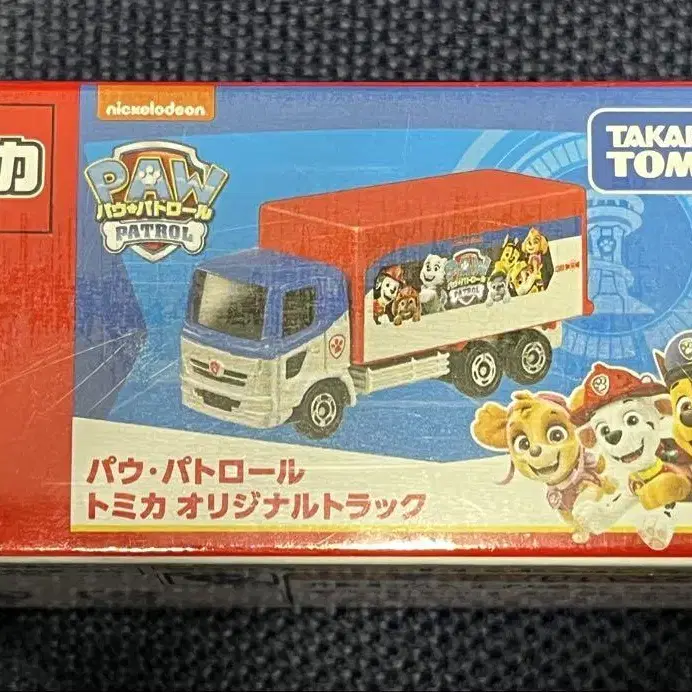 カ
nickelodeon
PAW
パウ・パトロール
PATROL
TAKA
TOM
パウ・パトロール
トミカ オリジナルトラック